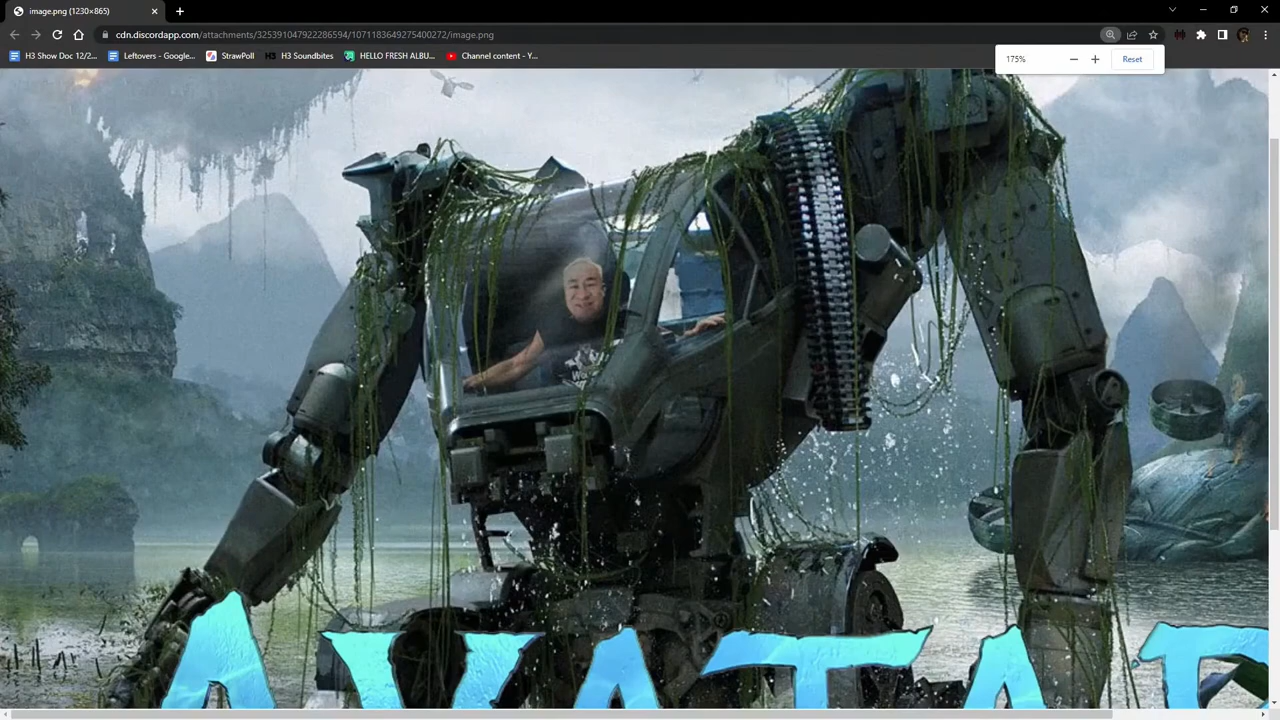 image.png (1230×865)
cdn.discordapp.com/attachments/325391047922286594/1071183649275400272/image.png
H3 Show Doc 12/2...
Leftovers - Google...
StrawPoll
H3 Soundbites
HELLO FRESH ALBU...
Channel content - Y...
175%
Reset
AVATAR